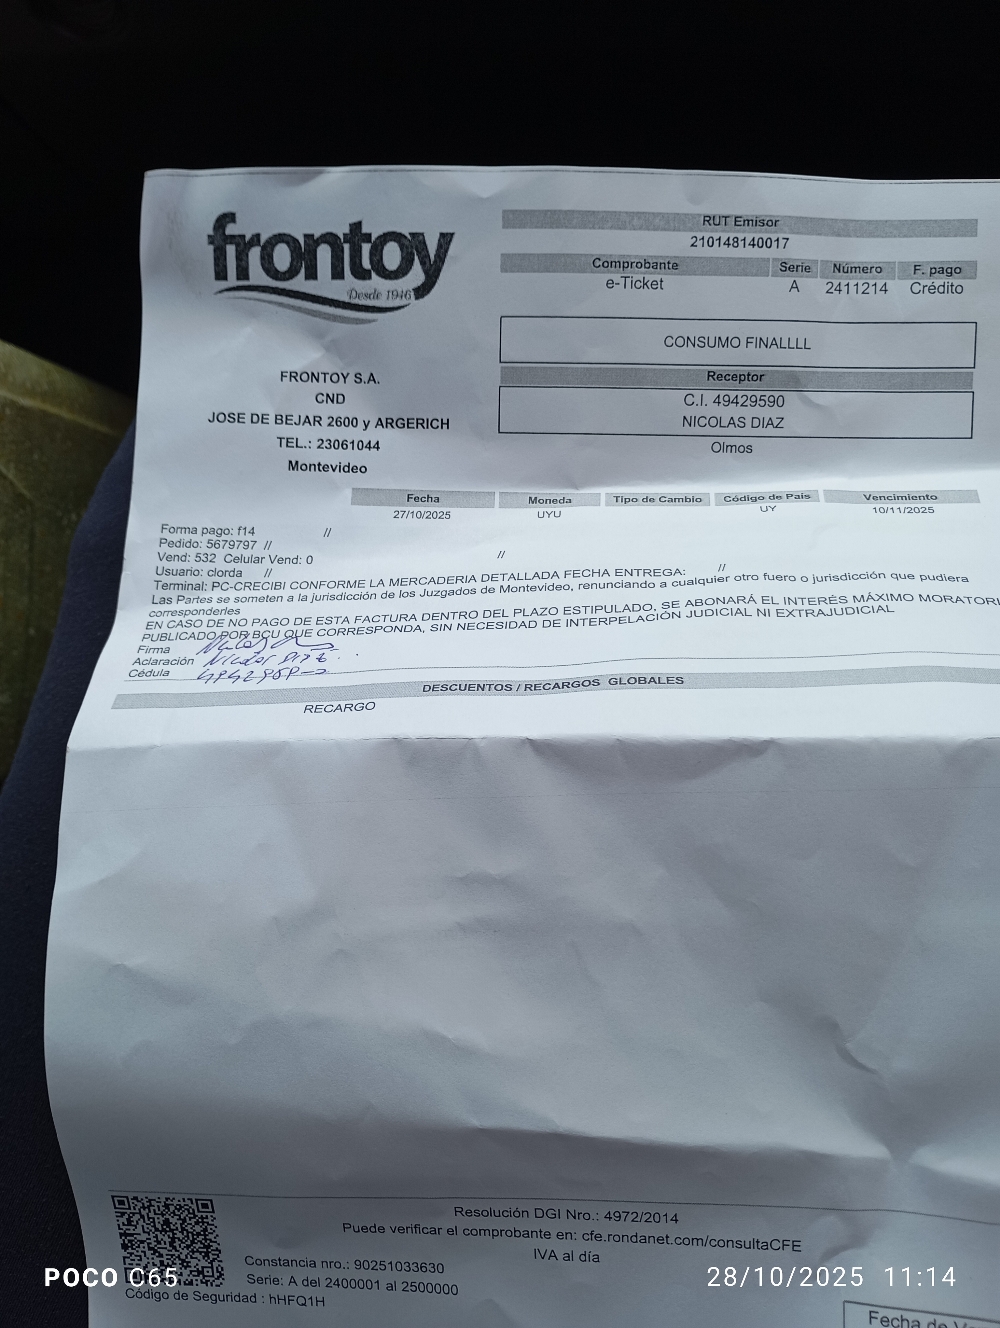 frontoy
Desde 1946
RUT Emisor
210148140017
Comprobante Serie Número F. pago
e-Ticket A 2411214 Crédito
CONSUMO FINALLLL
Receptor
C.I. 49429590
NICOLAS DIAZ
Olmos
FRONTOY S.A.
CND
JOSE DE BEJAR 2600 y ARGERICH
TEL.: 23061044
Montevideo
Fecha Moneda Tipo de Cambio Código de País Vencimiento
27/10/2025 UYU UY 10/11/2025
Forma pago: f14 //
Pedido: 5679797 //
Vend: 532 Celular Vend: 0 //
Usuario: clorda // //
Terminal: PC-CRECIBI CONFORME LA MERCADERIA DETALLADA FECHA ENTREGA:
Las Partes se someten a la jurisdicción de los Juzgados de Montevideo, renunciando a cualquier otro fuero o jurisdicción que pudiera
corresponderles
EN CASO DE NO PAGO DE ESTA FACTURA DENTRO DEL PLAZO ESTIPULADO, SE ABONARÁ EL INTERÉS MÁXIMO MORATORI
PUBLICADO POR BCU QUE CORRESPONDA, SIN NECESIDAD DE INTERPELACIÓN JUDICIAL NI EXTRAJUDICIAL
Firma
Aclaración Nicolas Diaz
Cédula
DESCUENTOS / RECARGOS GLOBALES
RECARGO
Resolución DGI Nro.: 4972/2014
Puede verificar el comprobante en: cfe.rondanet.com/consultaCFE
IVA al día
Constancia nro.: 90251033630
Serie: A del 2400001 al 2500000
Código de Seguridad : hHFQ1H
Fecha de
POCO C65
28/10/2025 11:14